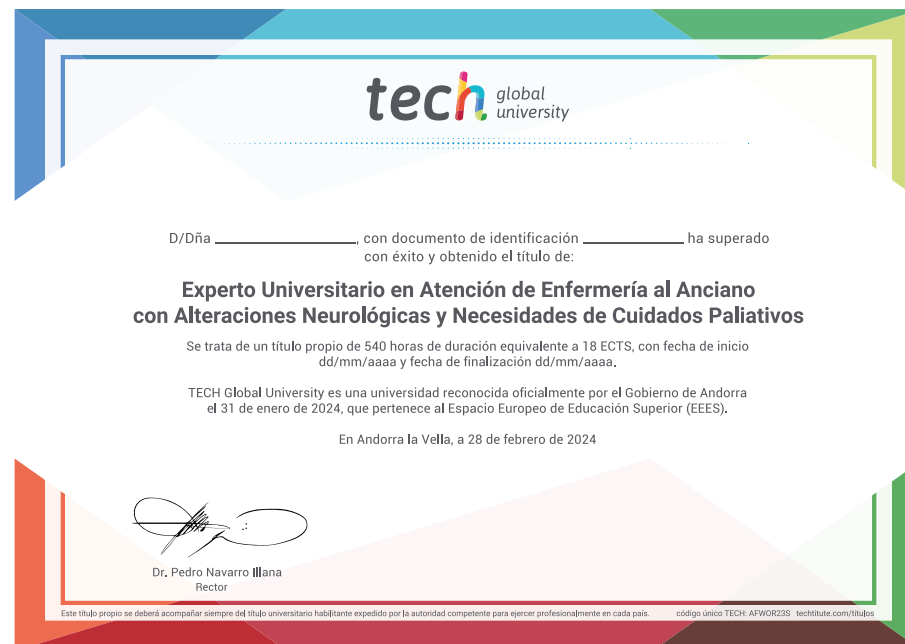 tech global university
D/Dña ________________, con documento de identificación ____________ ha superado
con éxito y obtenido el título de:
Experto Universitario en Atención de Enfermería al Anciano
con Alteraciones Neurológicas y Necesidades de Cuidados Paliativos
Se trata de un título propio de 540 horas de duración equivalente a 18 ECTS, con fecha de inicio
dd/mm/aaaa y fecha de finalización dd/mm/aaaa.
TECH Global University es una universidad reconocida oficialmente por el Gobierno de Andorra
el 31 de enero de 2024, que pertenece al Espacio Europeo de Educación Superior (EEES).
En Andorra la Vella, a 28 de febrero de 2024
Dr. Pedro Navarro Illana
Rector
Este título propio se deberá acompañar siempre del título universitario habilitante expedido por la autoridad competente para ejercer profesionalmente en cada país. código único TECH: AFWOR23S techtitute.com/titulos